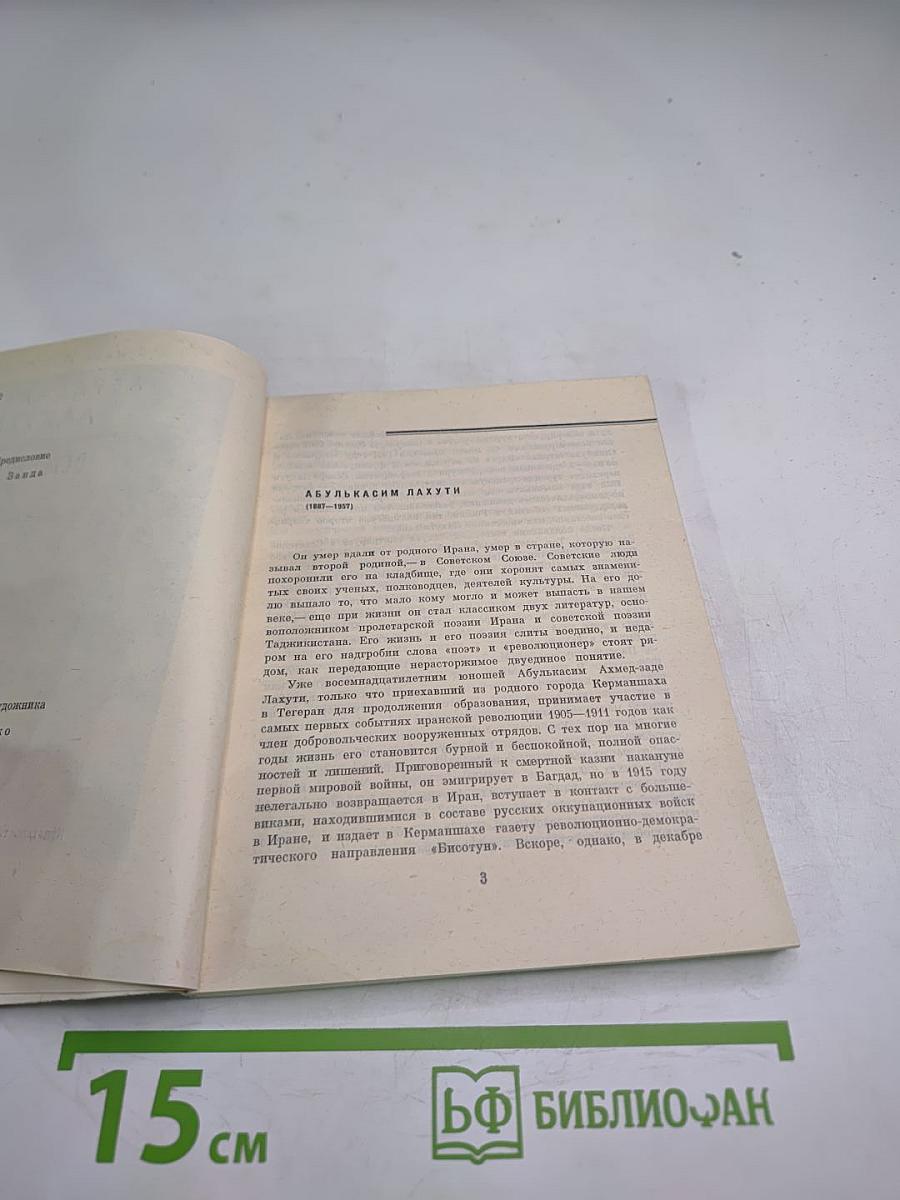 Предисловие
Занда
АБУЛЬКАСИМ ЛАХУТИ
(1887—1957)
Он умер вдали от родного Ирана, умер в стране, которую на-
зывал второй родиной,— в Советском Союзе. Советские люди
похоронили его на кладбище, где они хоронят самых знамени-
тых своих ученых, полководцев, деятелей культуры. На его до-
лю выпало то, что мало кому могло и может выпасть в нашем
веке,— еще при жизни он стал классиком двух литератур, осно-
воположником пролетарской поэзии Ирана и советской поэзии
Таджикистана. Его жизнь и его поэзия слиты воедино, и неда-
ром на его надгробии слова «поэт» и «революционер» стоят ря-
дом, как передающие нерасторжимое двуединое понятие.
Уже восемнадцатилетним юношей Абулькасим Ахмед-заде
Лахути, только что приехавший из родного города Керманшаха
в Тегеран для продолжения образования, принимает участие в
самых первых событиях иранской революции 1905—1911 годов как
член добровольческих вооруженных отрядов. С тех пор на многие
годы жизнь его становится бурной и беспокойной, полной опас-
ностей и лишений. Приговоренный к смертной казни накануне
первой мировой войны, он эмигрирует в Багдад, но в 1915 году
нелегально возвращается в Иран, вступает в контакт с больше-
виками, находившимися в составе русских оккупационных войск
в Иране, и издает в Керманшахе газету революционно-демокра-
тического направления «Бисотун». Вскоре, однако, в декабре
3
15 см
БФ БИБЛИОФАН